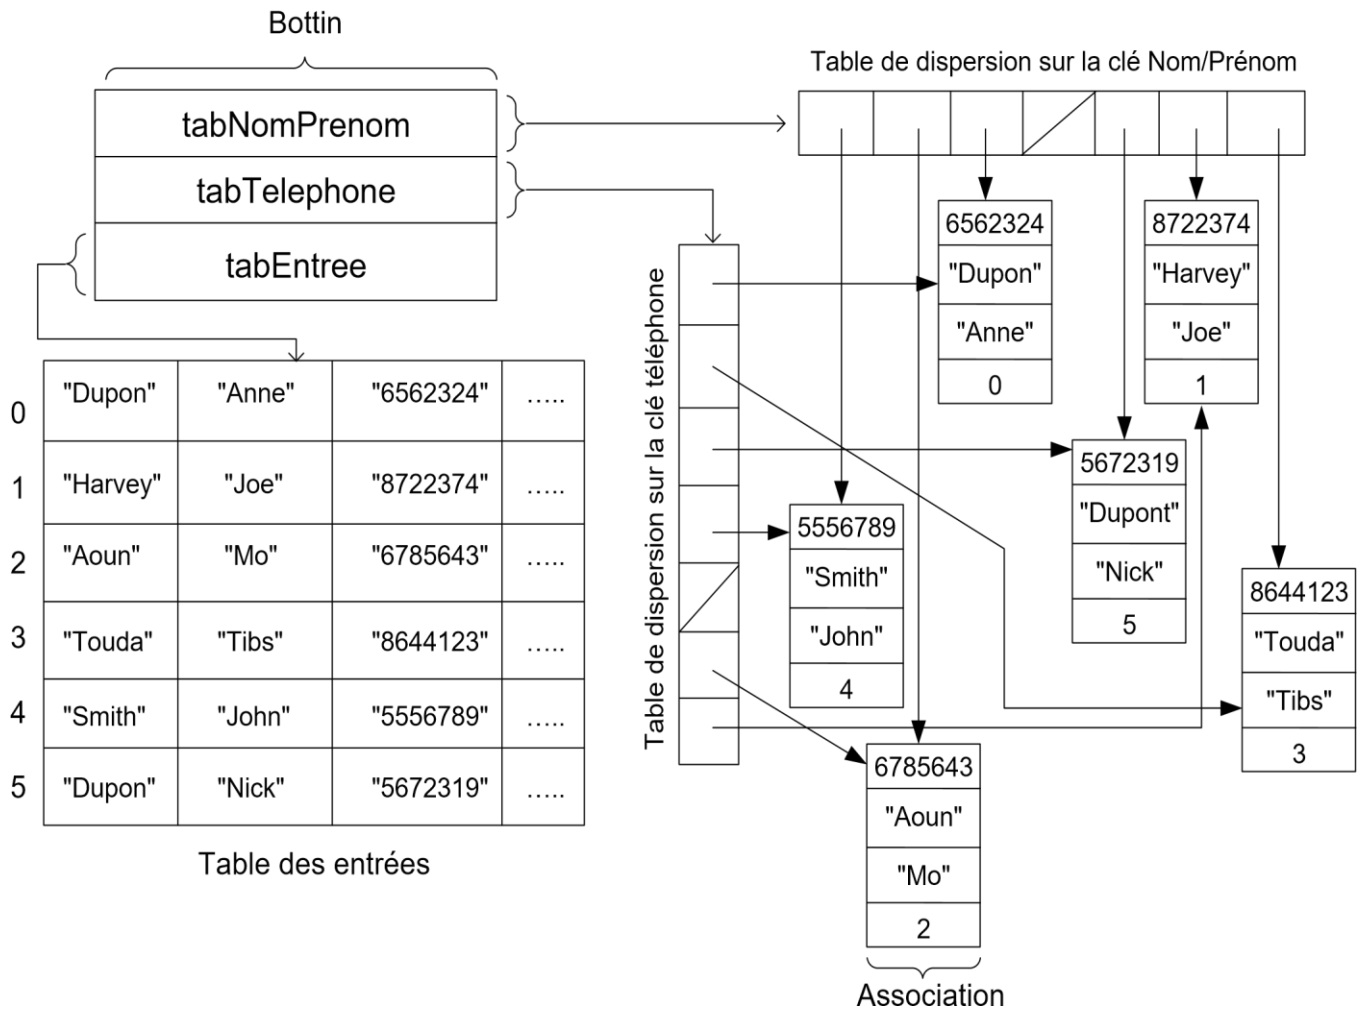 Bottin
tabNomPrenom
tabTelephone
tabEntree
Table de dispersion sur la clé Nom/Prénom
Table de dispersion sur la clé téléphone
6562324
"Dupon"
"Anne"
0
8722374
"Harvey"
"Joe"
1
5672319
"Dupont"
"Nick"
5
5556789
"Smith"
"John"
4
8644123
"Touda"
"Tibs"
3
6785643
"Aoun"
"Mo"
2
Association
0 "Dupon" "Anne" "6562324" .....
1 "Harvey" "Joe" "8722374" .....
2 "Aoun" "Mo" "6785643" .....
3 "Touda" "Tibs" "8644123" .....
4 "Smith" "John" "5556789" .....
5 "Dupon" "Nick" "5672319" .....
Table des entrées